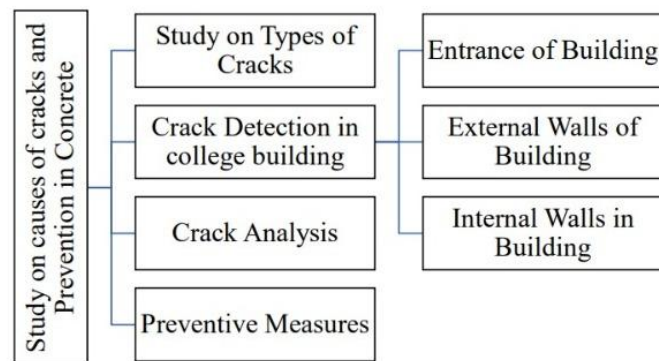 Study on causes of cracks and
Prevention in Concrete
Study on Types of
Cracks
Crack Detection in
college building
Crack Analysis
Preventive Measures
Entrance of Building
External Walls of
Building
Internal Walls in
Building